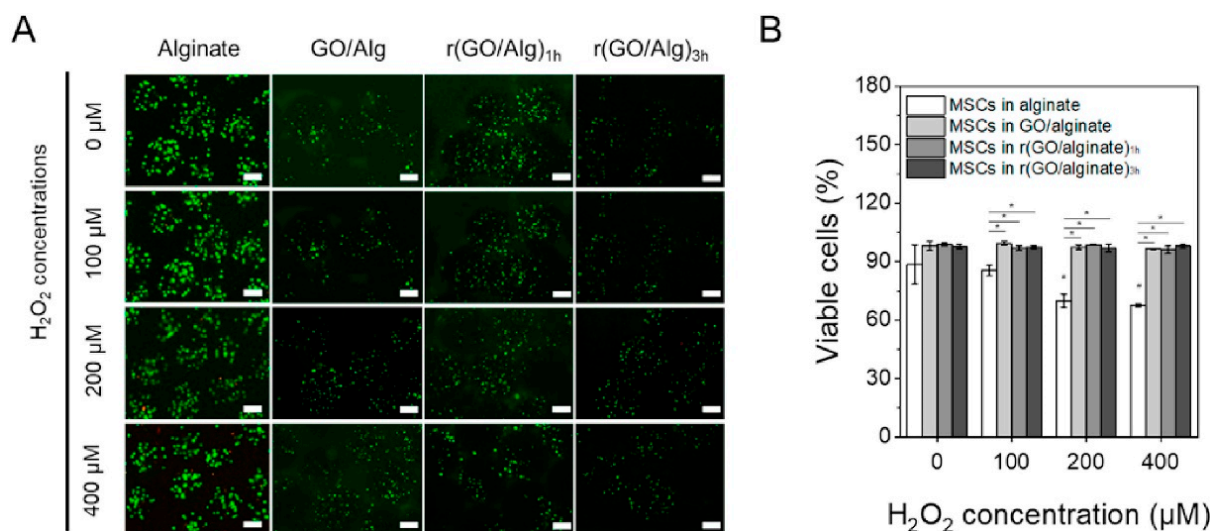 A
Alginate GO/Alg r(GO/Alg)1h r(GO/Alg)3h
H2O2 concentrations
0 μM
100 μM
200 μM
400 μM
B
Viable cells (%)
180
150
120
90
60
30
0
MSCs in alginate
MSCs in GO/alginate
MSCs in r(GO/alginate)1h
MSCs in r(GO/alginate)3h
* * *
* * *
* * *
*
*
0 100 200 400
H2O2 concentration (μM)